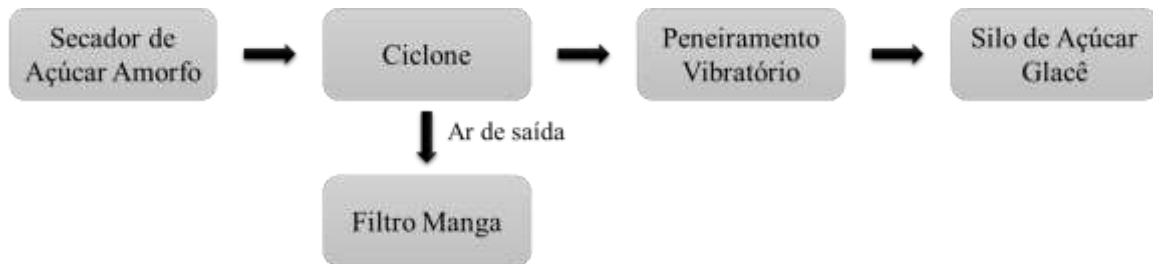 Secador de
Açúcar Amorfo
Ciclone
Peneiramento
Vibratório
Silo de Açúcar
Glacê
Ar de saída
Filtro Manga